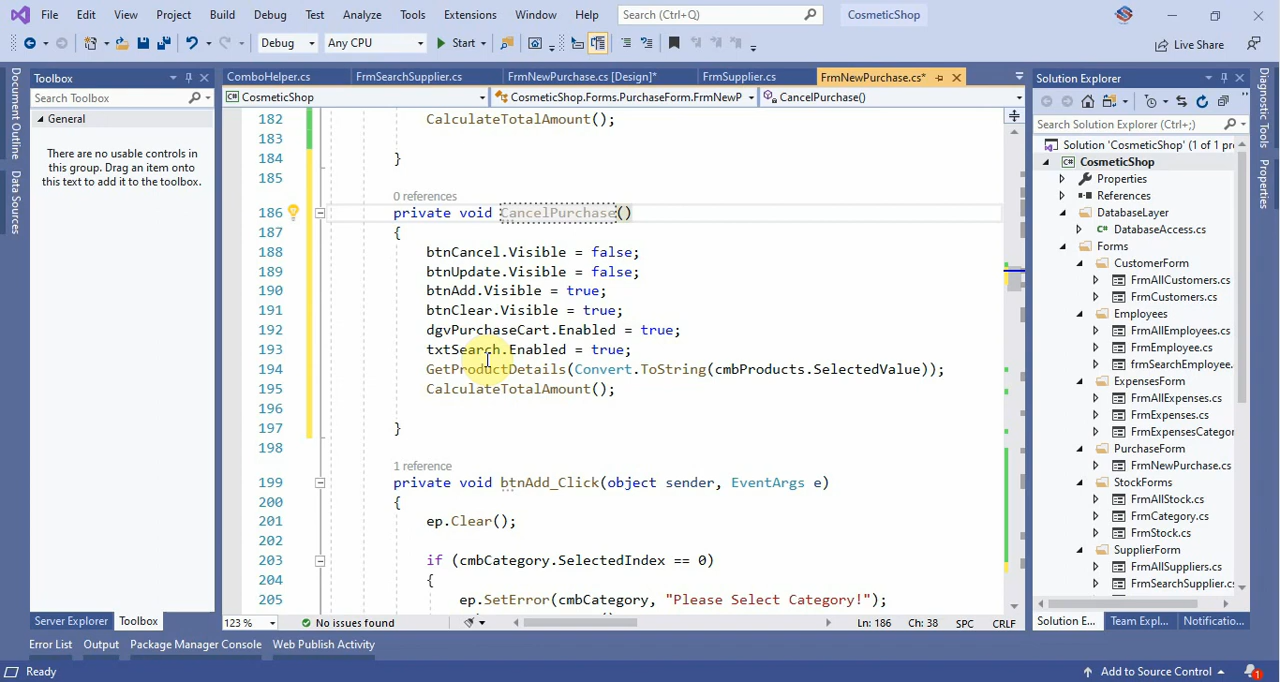 File Edit View Project Build Debug Test Analyze Tools Extensions Window Help Search (Ctrl+Q) CosmeticShop
Debug Any CPU Start Live Share
Toolbox ComboHelper.cs FrmSearchSupplier.cs FrmNewPurchase.cs [Design]* FrmSupplier.cs FrmNewPurchase.cs* Solution Explorer
Search Toolbox CosmeticShop CosmeticShop.Forms.PurchaseForm.FrmNewP CancelPurchase()
General
There are no usable controls in
this group. Drag an item onto
this text to add it to the toolbox.
Document Outline
Data Sources
182 CalculateTotalAmount();
183
184 }
185
0 references
186 private void CancelPurchase()
187 {
188 btnCancel.Visible = false;
189 btnUpdate.Visible = false;
190 btnAdd.Visible = true;
191 btnClear.Visible = true;
192 dgvPurchaseCart.Enabled = true;
193 txtSearch.Enabled = true;
194 GetProductDetails(Convert.ToString(cmbProducts.SelectedValue));
195 CalculateTotalAmount();
196
197 }
198
1 reference
199 private void btnAdd_Click(object sender, EventArgs e)
200 {
201 ep.Clear();
202
203 if (cmbCategory.SelectedIndex == 0)
204 {
205 ep.SetError(cmbCategory, "Please Select Category!");
Search Solution Explorer (Ctrl+;)
Solution 'CosmeticShop' (1 of 1 pr
CosmeticShop
Properties
References
DatabaseLayer
DatabaseAccess.cs
Forms
CustomerForm
FrmAllCustomers.cs
FrmCustomers.cs
Employees
FrmAllEmployees.cs
FrmEmployee.cs
frmSearchEmployee.
ExpensesForm
FrmAllExpenses.cs
FrmExpenses.cs
FrmExpensesCategor
PurchaseForm
FrmNewPurchase.cs
StockForms
FrmAllStock.cs
FrmCategory.cs
FrmStock.cs
SupplierForm
FrmAllSuppliers.cs
FrmSearchSupplier.cs
Diagnostic Tools
Properties
Server Explorer Toolbox 123 % No issues found Ln: 186 Ch: 38 SPC CRLF Solution E... Team Expl... Notificatio...
Error List Output Package Manager Console Web Publish Activity
Ready Add to Source Control 1